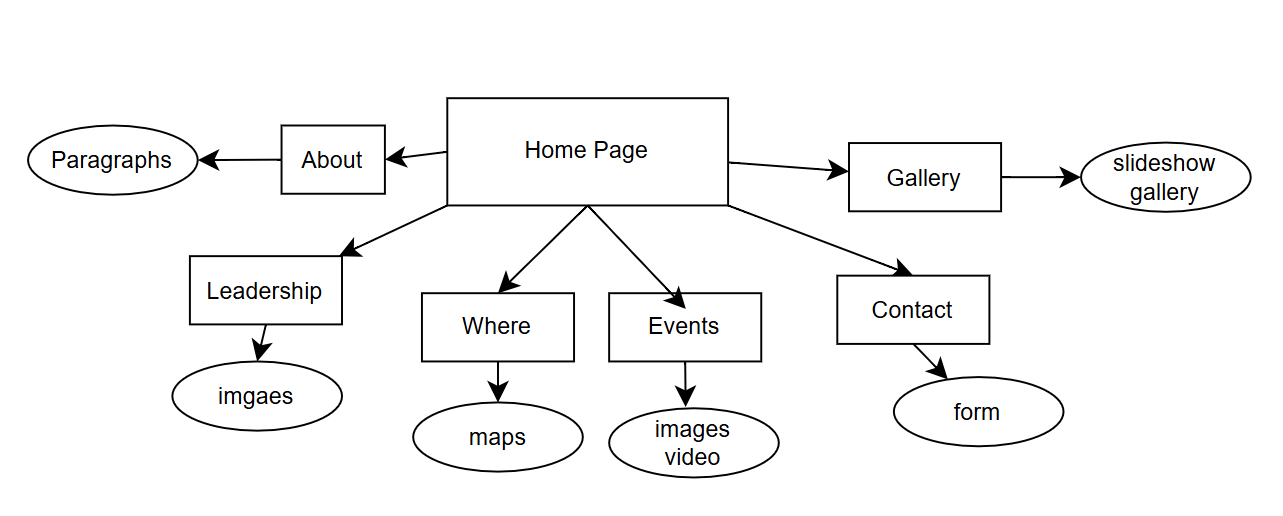 Home Page
Paragraphs
About
Gallery
slideshow
gallery
Leadership
Where
Events
Contact
imgaes
maps
images
video
form